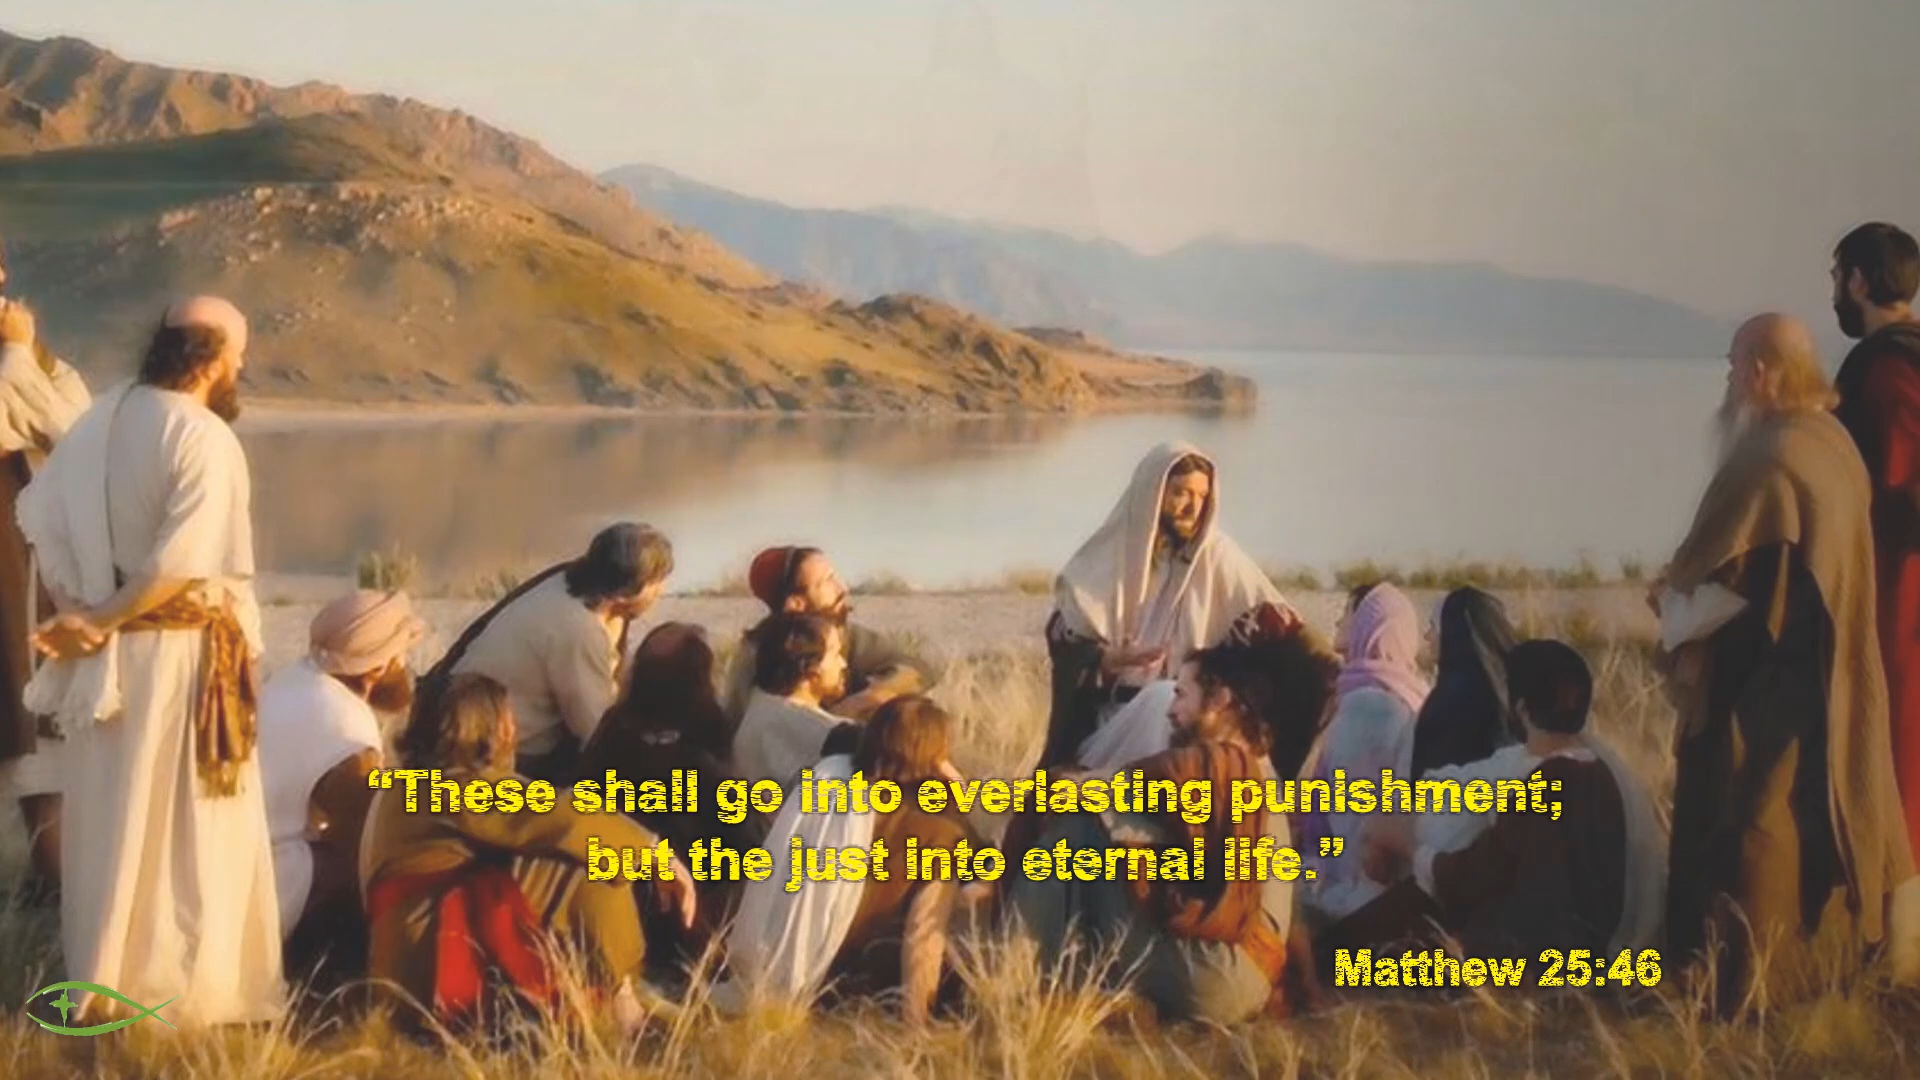 “These shall go into everlasting punishment;
but the just into eternal life.”
Matthew 25:46